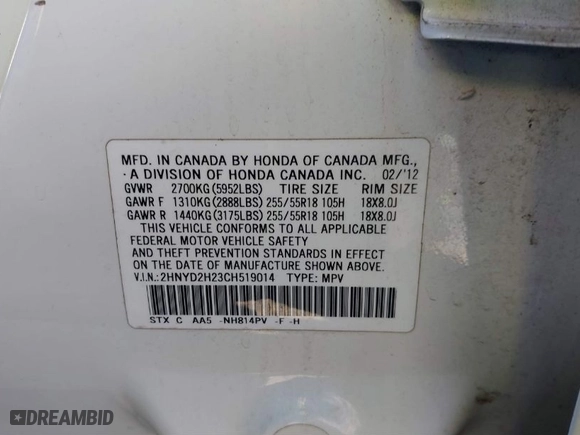 MFD. IN CANADA BY HONDA OF CANADA MFG.,
· A DIVISION OF HONDA CANADA INC. 02/'12
GVWR 2700KG(5952LBS) TIRE SIZE RIM SIZE
GAWR F 1310KG(2888LBS) 255/55R18 105H 18X8.0J
GAWR R 1440KG(3175LBS) 255/55R18 105H 18X8.0J
THIS VEHICLE CONFORMS TO ALL APPLICABLE
FEDERAL MOTOR VEHICLE SAFETY
AND THEFT PREVENTION STANDARDS IN EFFECT
ON THE DATE OF MANUFACTURE SHOWN ABOVE.
V.I.N.:2HNYD2H23CH519014 TYPE: MPV
STX C AA5 -NH814PV -F -H
DREAMBID